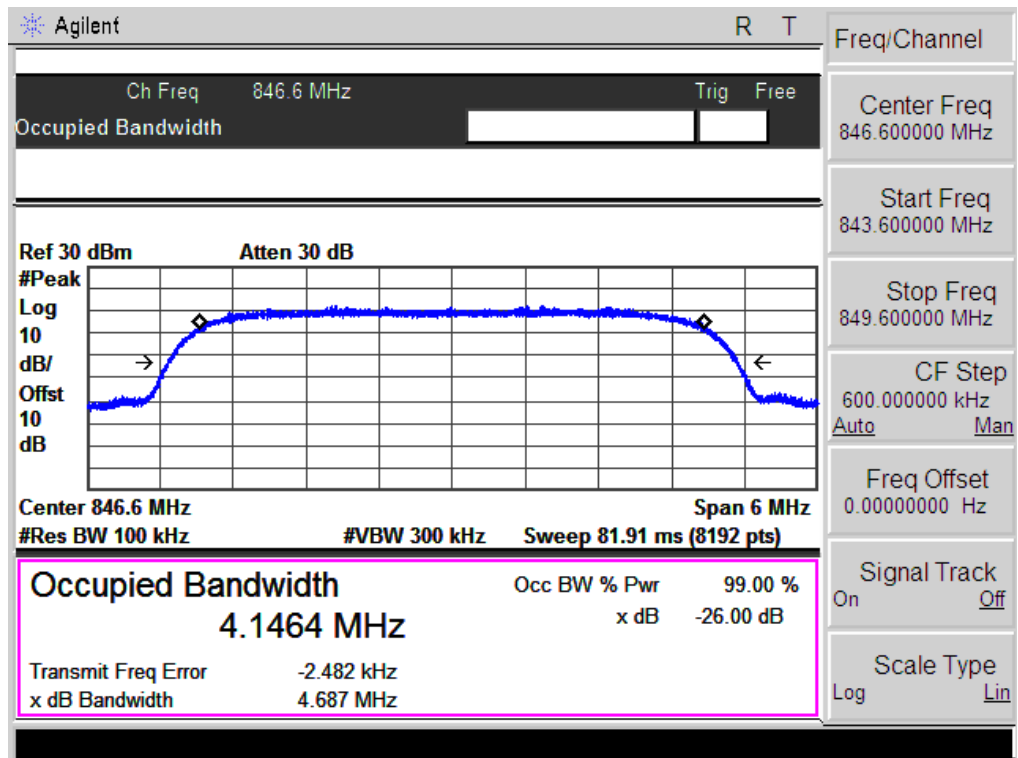 Agilent R T
Ch Freq 846.6 MHz Trig Free
Occupied Bandwidth
Ref 30 dBm Atten 30 dB
#Peak
Log
10
dB/
Offst
10
dB
Center 846.6 MHz Span 6 MHz
#Res BW 100 kHz #VBW 300 kHz Sweep 81.91 ms (8192 pts)
Occupied Bandwidth
4.1464 MHz
Occ BW % Pwr 99.00 %
x dB -26.00 dB
Transmit Freq Error -2.482 kHz
x dB Bandwidth 4.687 MHz
Freq/Channel
Center Freq
846.600000 MHz
Start Freq
843.600000 MHz
Stop Freq
849.600000 MHz
CF Step
600.000000 kHz
Auto Man
Freq Offset
0.00000000 Hz
Signal Track
On Off
Scale Type
Log Lin